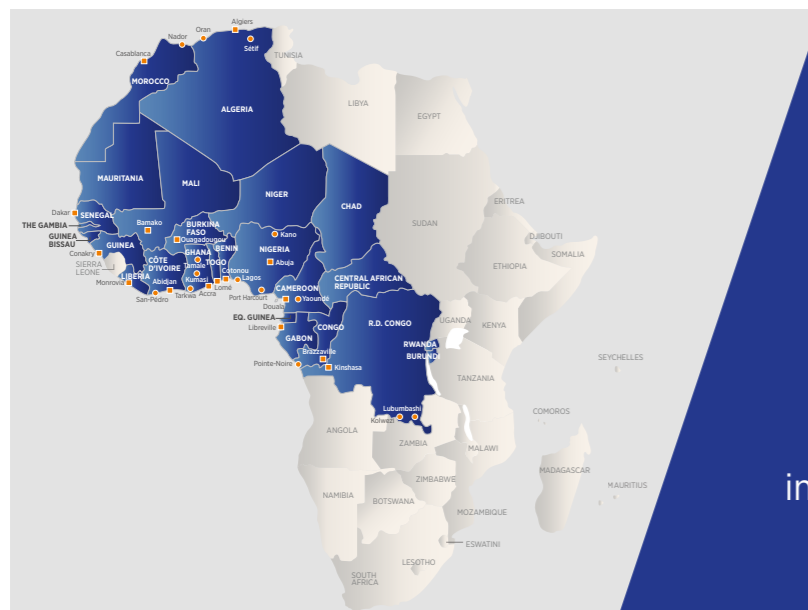 Algiers
Oran
Nador
Sétif
Casablanca
TUNISIA
MOROCCO
LIBYA
EGYPT
ALGERIA
MAURITANIA
MALI
NIGER
CHAD
SUDAN
ERITREA
Dakar
SENEGAL
THE GAMBIA
Bamako
BURKINA
FASO
Ouagadougou
Kano
DJIBOUTI
GUINEA
BISSAU
GUINEA
GHANA
BENIN
NIGERIA
SOMALIA
Conakry
CÔTE
D'IVOIRE
Tamale
TOGO
Abuja
ETHIOPIA
SIERRA
LEONE
LIBERIA
Kumasi
Cotonou
Lagos
CENTRAL AFRICAN
REPUBLIC
Monrovia
Abidjan
Lomé
CAMEROON
San-Pédro
Tarkwa
Accra
Port Harcourt
Douala
Yaoundé
EQ. GUINEA
Libreville
CONGO
R.D. CONGO
UGANDA
KENYA
GABON
RWANDA
BURUNDI
Brazzaville
Pointe-Noire
Kinshasa
SEYCHELLES
TANZANIA
Lubumbashi
Kolwezi
COMOROS
ANGOLA
ZAMBIA
MALAWI
MADAGASCAR
ZIMBABWE
MAURITIUS
NAMIBIA
BOTSWANA
MOZAMBIQUE
in
ESWATINI
LESOTHO
SOUTH
AFRICA